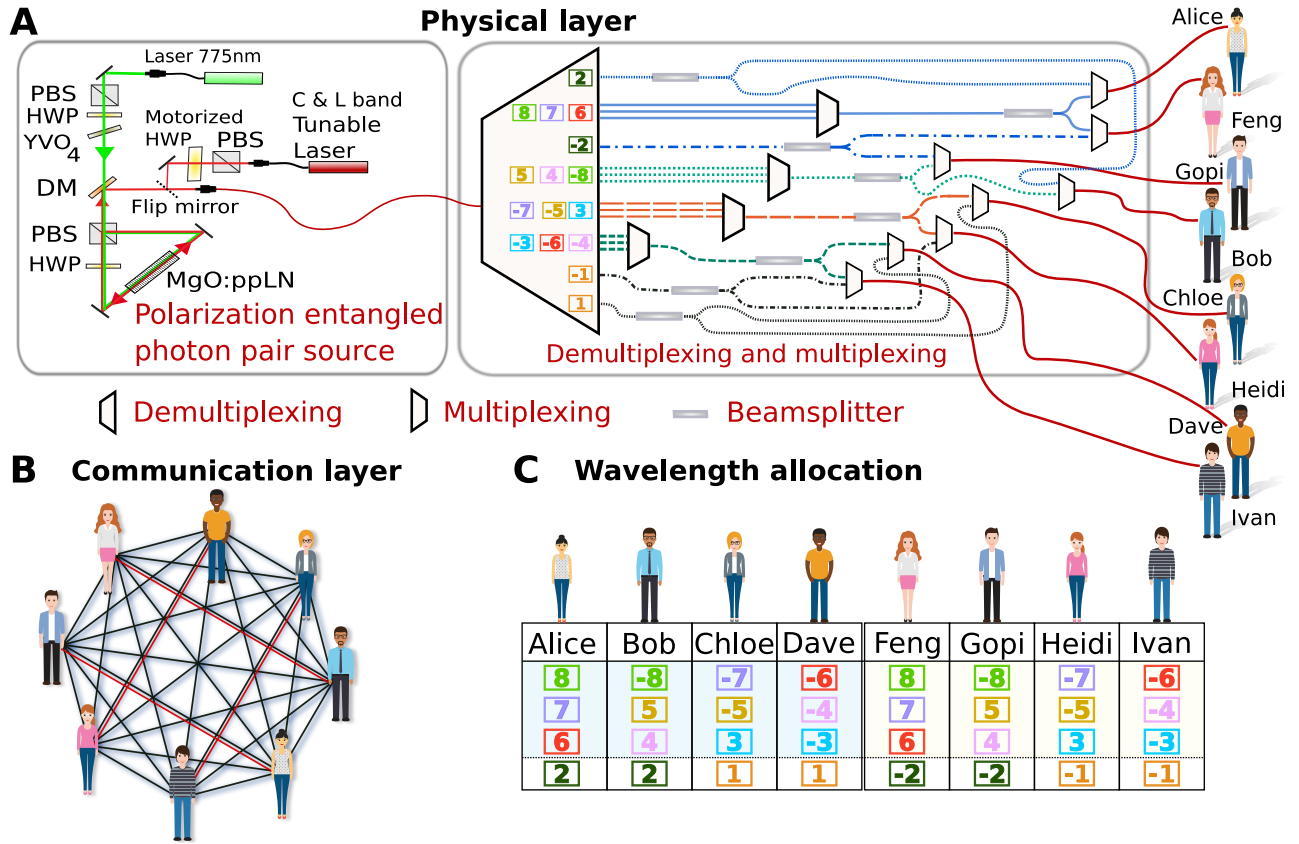 A
Physical layer
Laser 775nm
PBS
HWP
YVO
4
DM
PBS
HWP
Motorized
HWP
PBS
C & L band
Tunable
Laser
Flip mirror
MgO:ppLN
Polarization entangled
photon pair source
2
8 7 6
-2
5 4 -8
-7 -5 3
-3 -6 -4
-1
1
Demultiplexing and multiplexing
Alice
Feng
Gopi
Bob
Chloe
Heidi
Dave
Ivan
Demultiplexing
Multiplexing
Beamsplitter
B
Communication layer
C
Wavelength allocation
Alice Bob Chloe Dave Feng Gopi Heidi Ivan
8 -8 -7 -6 8 -8 -7 -6
7 5 -5 -4 7 5 -5 -4
6 4 3 -3 6 4 3 -3
2 2 1 1 -2 -2 -1 -1